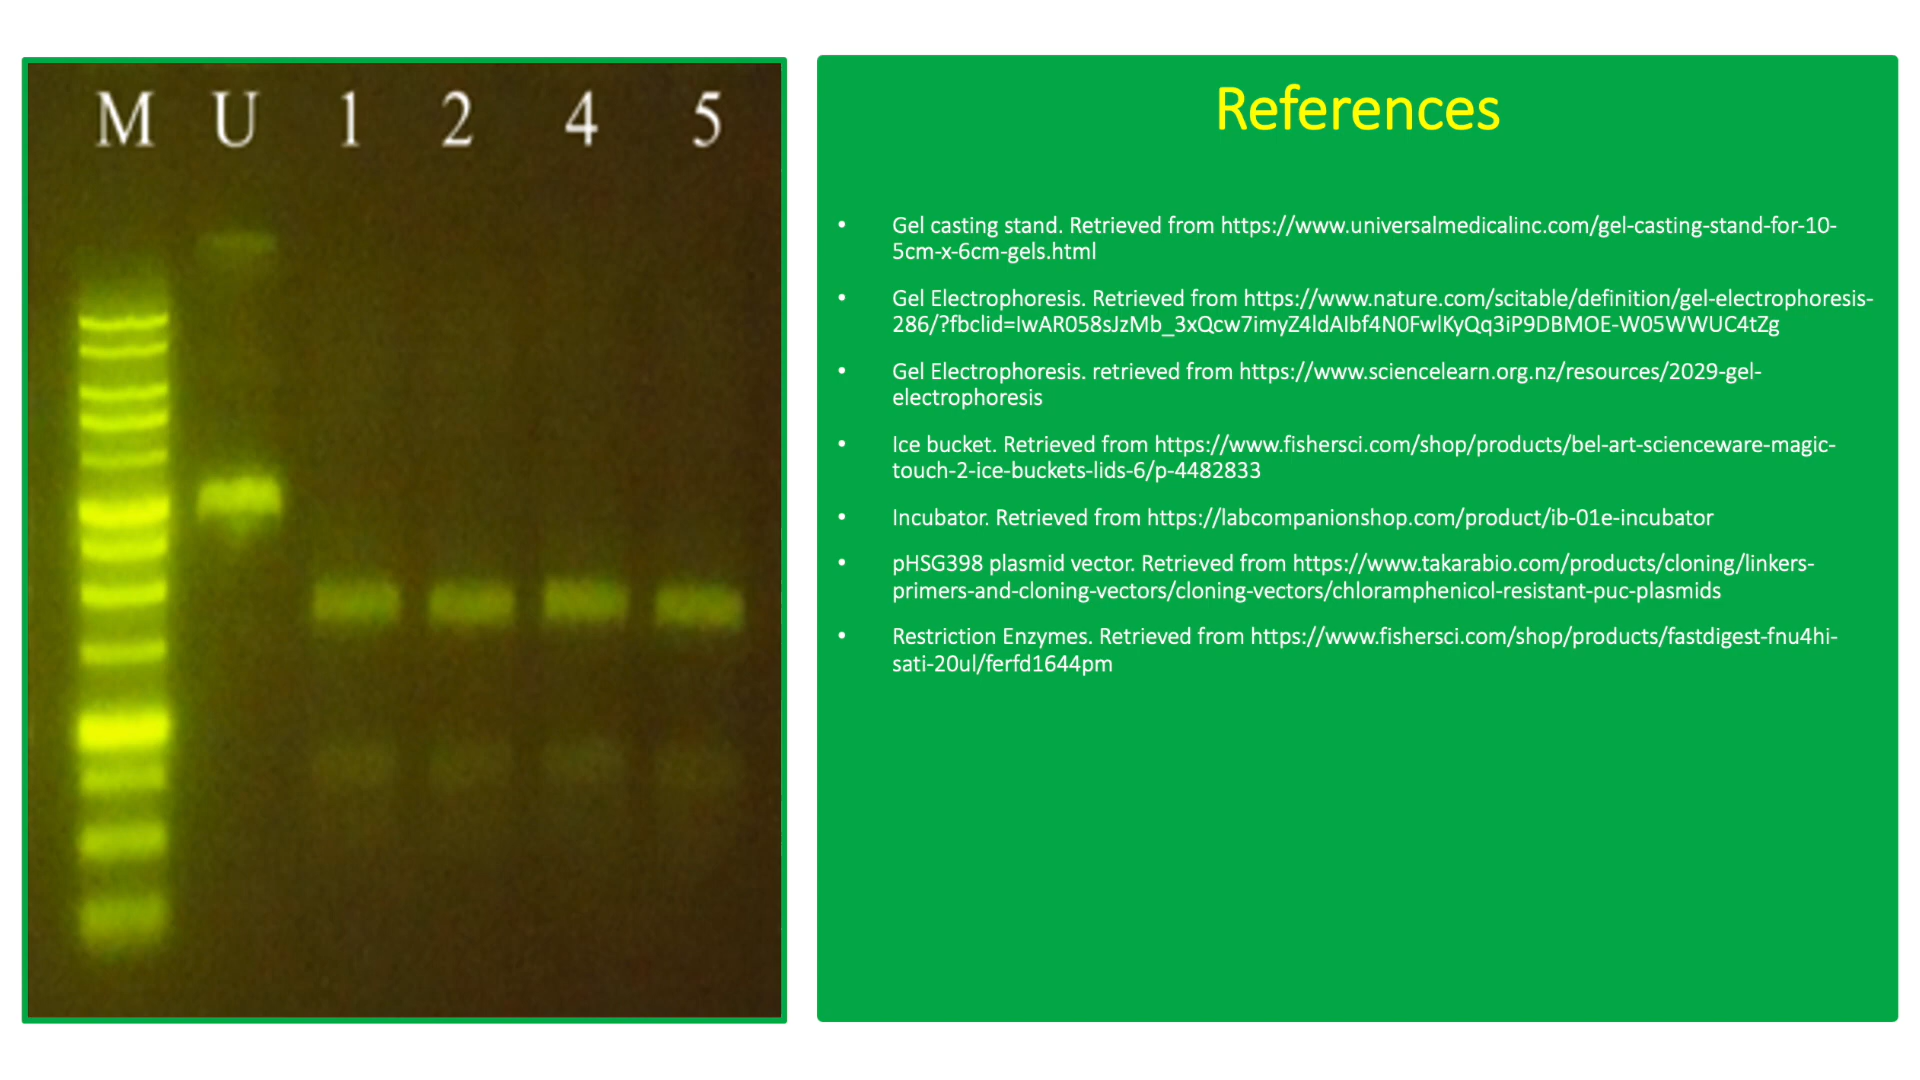 M U 1 2 4 5
References
• Gel casting stand. Retrieved from https://www.universalmedicalinc.com/gel-casting-stand-for-10-
5cm-x-6cm-gels.html
• Gel Electrophoresis. Retrieved from https://www.nature.com/scitable/definition/gel-electrophoresis-
286/?fbclid=IwAR058sJzMb_3xQcw7imyZ4ldAIbf4N0FwlKyQq3iP9DBMOE-W05WWUC4tZg
• Gel Electrophoresis. retrieved from https://www.sciencelearn.org.nz/resources/2029-gel-
electrophoresis
• Ice bucket. Retrieved from https://www.fishersci.com/shop/products/bel-art-scienceware-magic-
touch-2-ice-buckets-lids-6/p-4482833
• Incubator. Retrieved from https://labcompanionshop.com/product/ib-01e-incubator
• pHSG398 plasmid vector. Retrieved from https://www.takarabio.com/products/cloning/linkers-
primers-and-cloning-vectors/cloning-vectors/chloramphenicol-resistant-puc-plasmids
• Restriction Enzymes. Retrieved from https://www.fishersci.com/shop/products/fastdigest-fnu4hi-
sati-20ul/ferfd1644pm